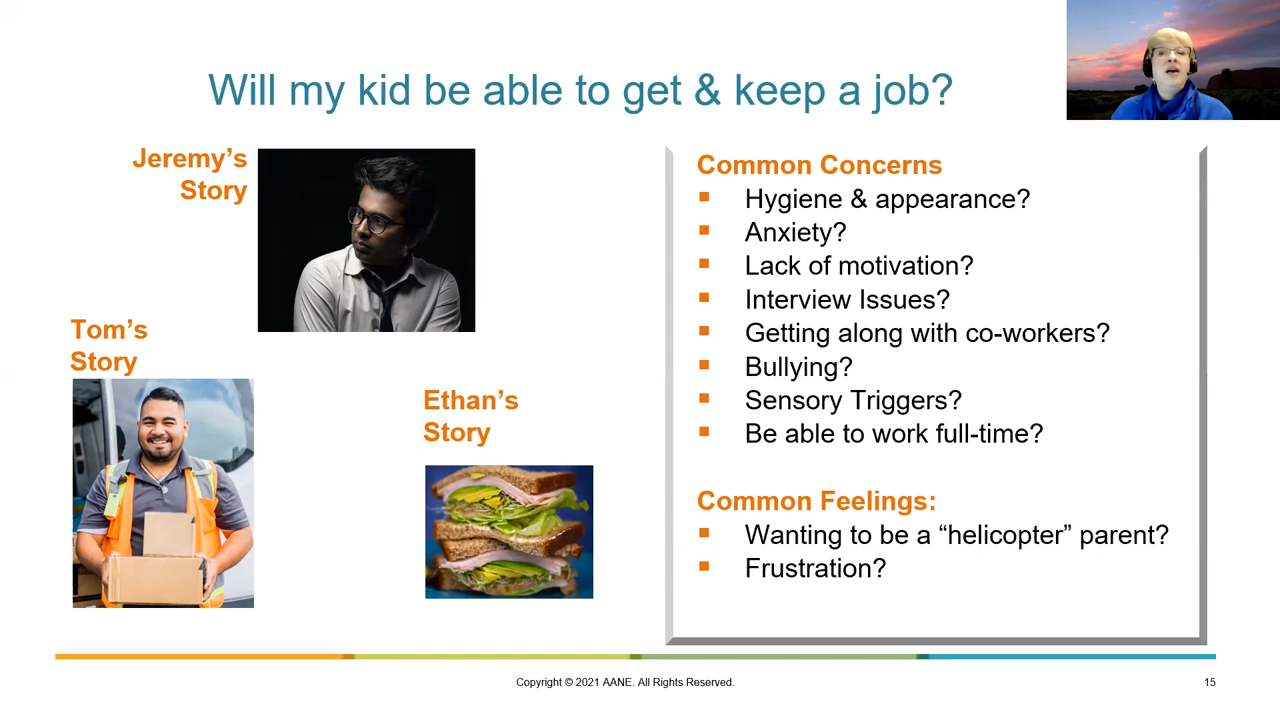 Will my kid be able to get & keep a job?
Jeremy’s
Story
Tom’s
Story
Ethan’s
Story
Common Concerns
▪ Hygiene & appearance?
▪ Anxiety?
▪ Lack of motivation?
▪ Interview Issues?
▪ Getting along with co-workers?
▪ Bullying?
▪ Sensory Triggers?
▪ Be able to work full-time?
Common Feelings:
▪ Wanting to be a “helicopter” parent?
▪ Frustration?
Copyright © 2021 AANE. All Rights Reserved.
15